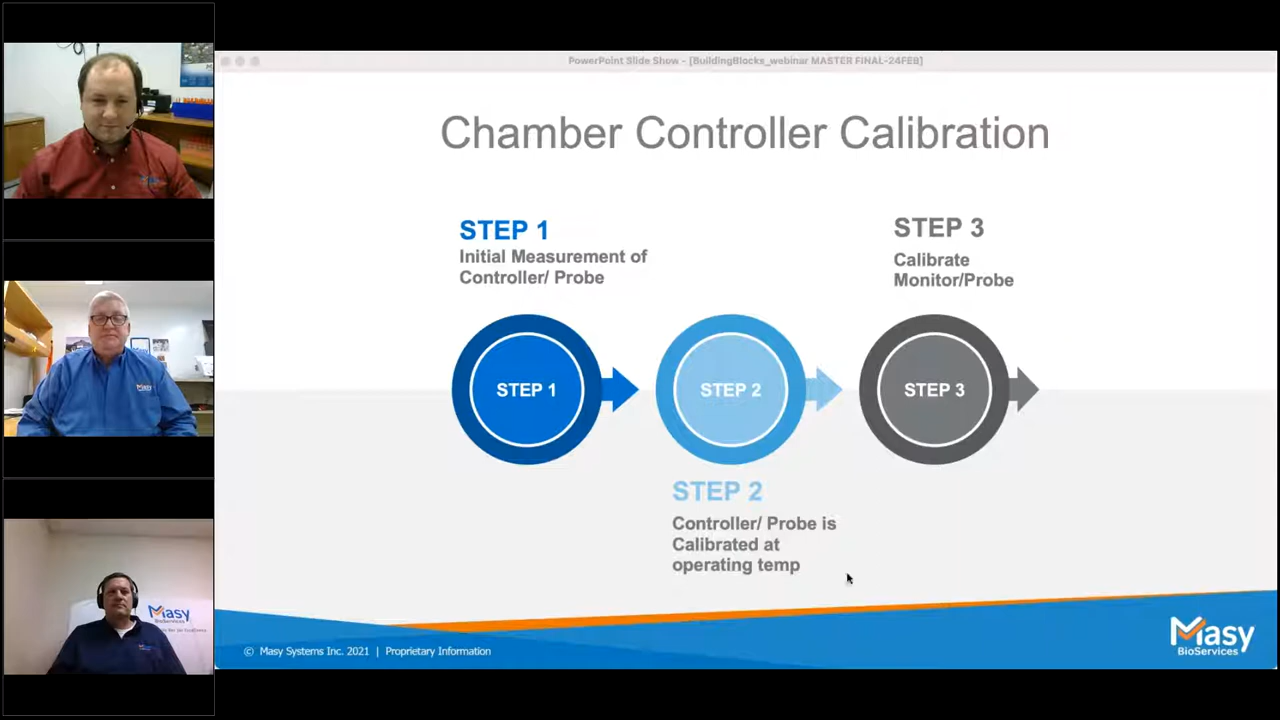 PowerPoint Slide Show - [BuildingBlocks_webinar MASTER FINAL-24FEB]
Chamber Controller Calibration
STEP 1
Initial Measurement of
Controller/ Probe
STEP 3
Calibrate
Monitor/Probe
STEP 1
STEP 2
STEP 3
STEP 2
Controller/ Probe is
Calibrated at
operating temp
© Masy Systems Inc. 2021 | Proprietary Information
Masy
BioServices
Masy
BioServices